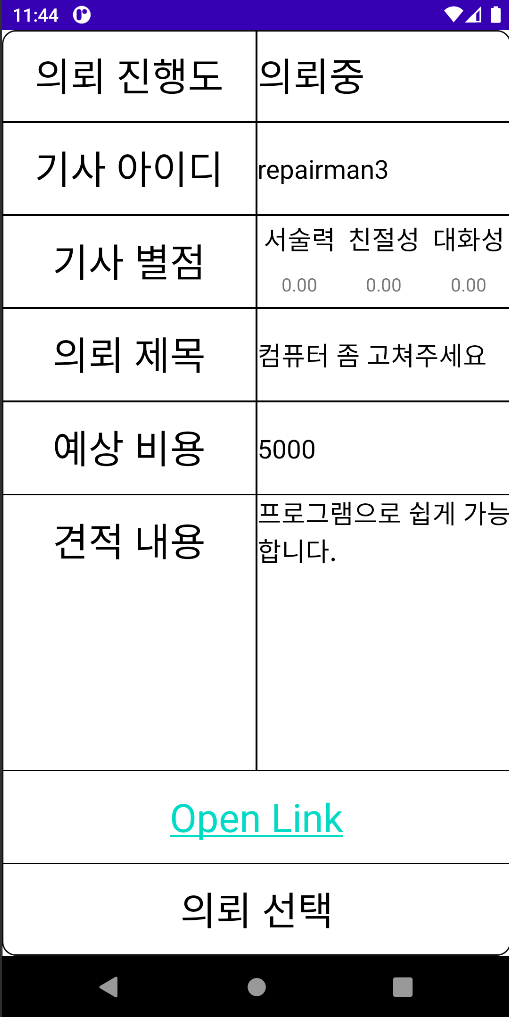 11:44
의뢰 진행도 의뢰중
기사 아이디 repairman3
기사 별점 서술력 친절성 대화성
0.00 0.00 0.00
의뢰 제목 컴퓨터 좀 고쳐주세요
예상 비용 5000
견적 내용 프로그램으로 쉽게 가능
합니다.
Open Link
의뢰 선택